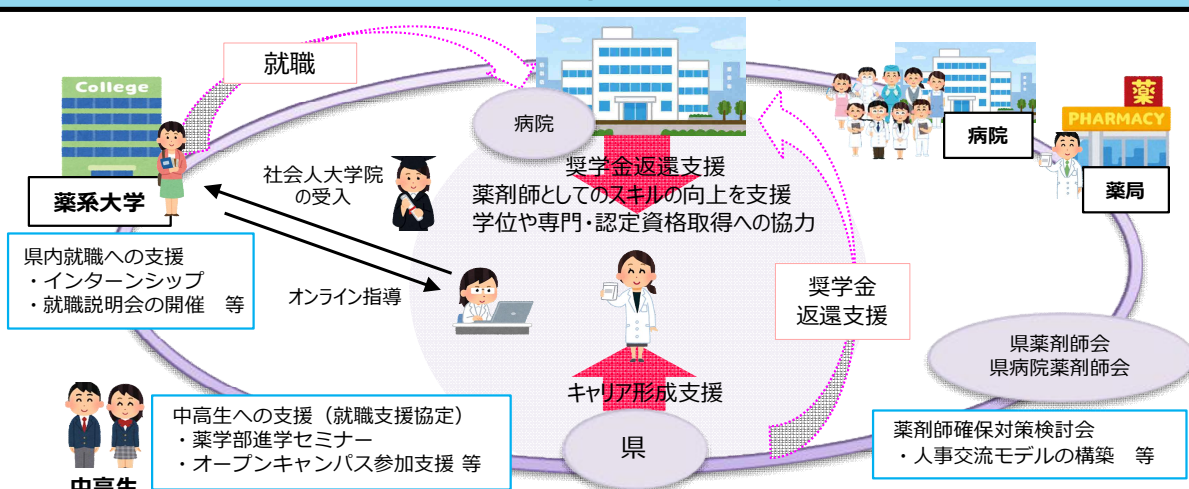 College
薬系大学
就職
病院
病院
薬
PHARMACY
薬局
社会人大学院
の受入
奨学金返還支援
薬剤師としてのスキルの向上を支援
学位や専門・認定資格取得への協力
県内就職への支援
・インターンシップ
・就職説明会の開催 等
オンライン指導
奨学金
返還支援
県薬剤師会
県病院薬剤師会
キャリア形成支援
県
中高生
中高生への支援（就職支援協定）
・薬学部進学セミナー
・オープンキャンパス参加支援 等
薬剤師確保対策検討会
・人事交流モデルの構築 等